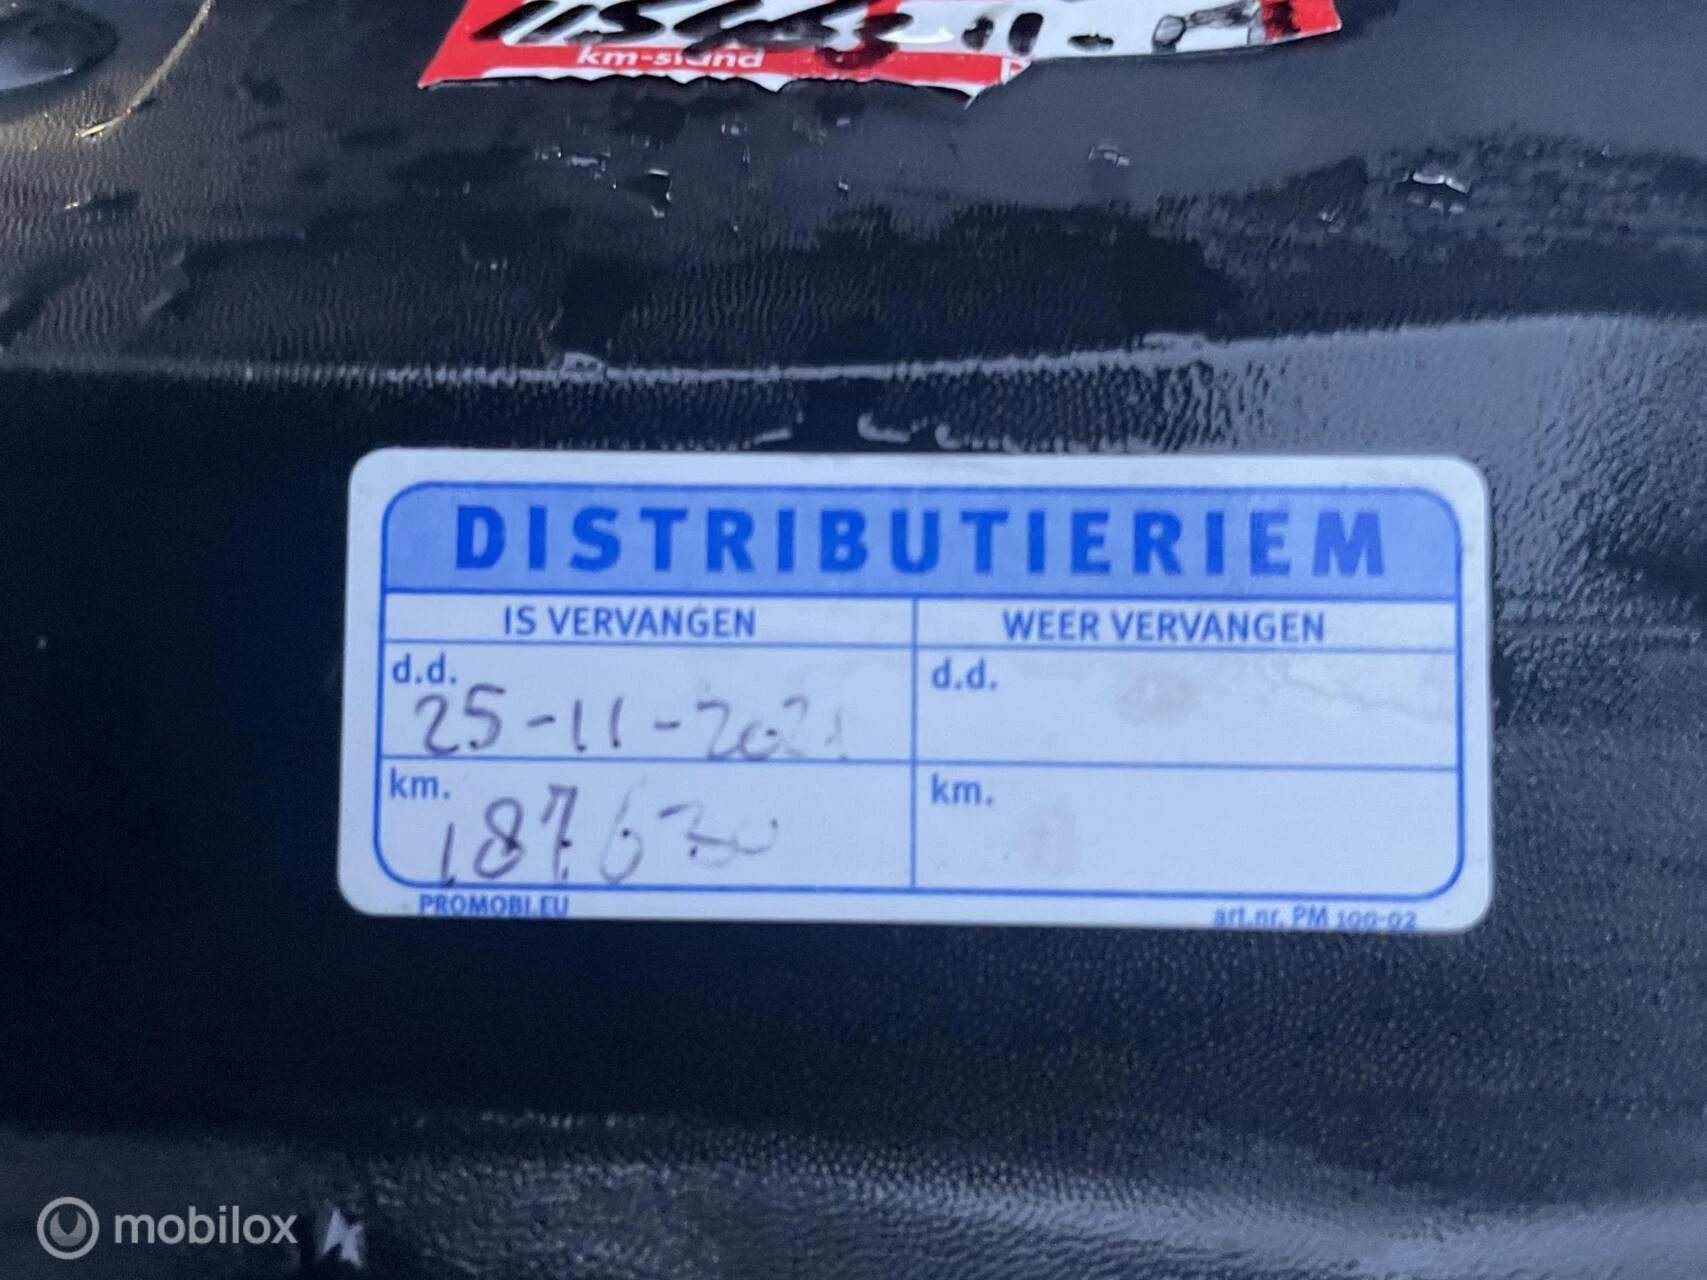 km-stand
DISTRIBUTIERIEM
IS VERVANGEN WEER VERVANGEN
d.d. d.d.
25-11-2021
km. km.
187630
PROMOBI.EU art.nr. PM 100-02
mobilox